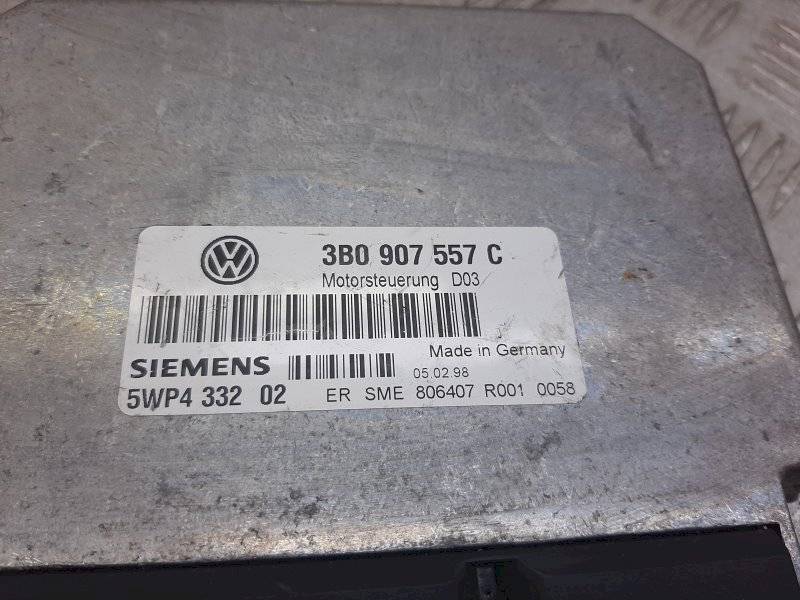 3B0 907 557 C
Motorsteuerung D03
Made in Germany
SIEMENS
05.02.98
5WP4 332 02 ER SME 806407 R001 0058